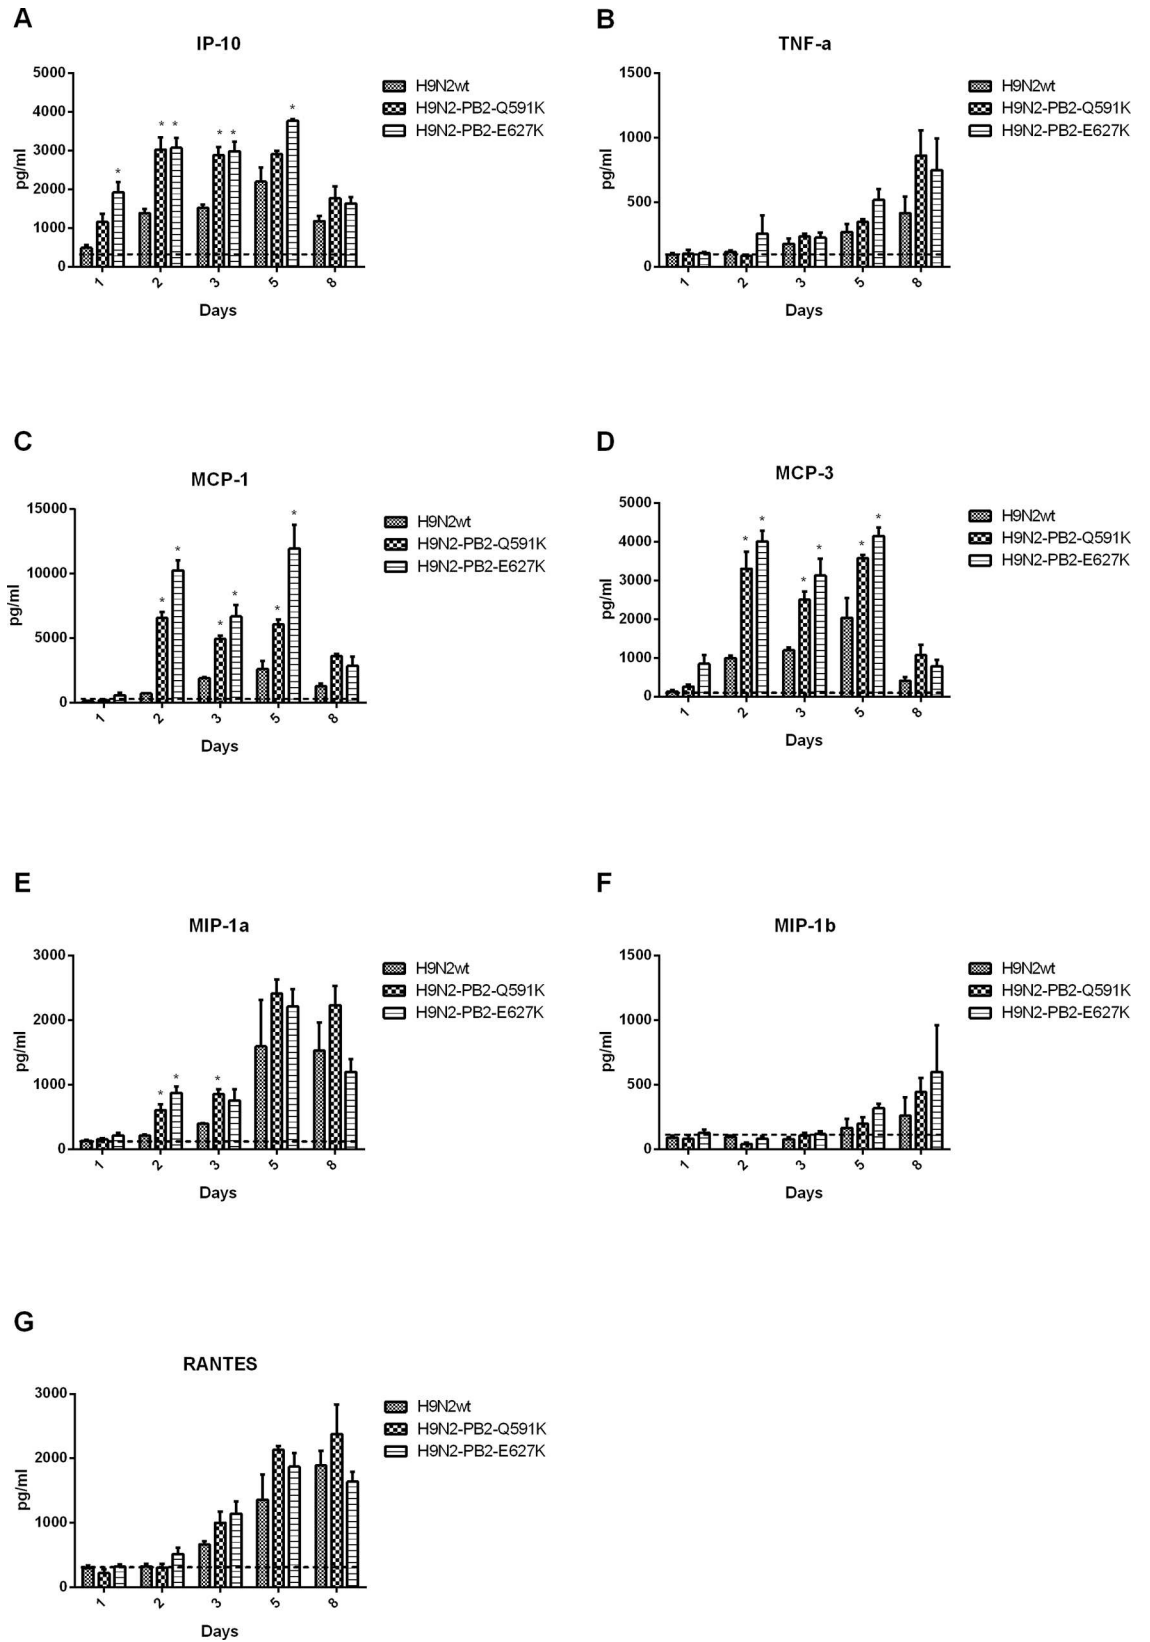 A
IP-10
5000
4000
3000
2000
1000
0
pg/ml
* * * * * *
1 2 3 5 8
Days
H9N2wt
H9N2-PB2-Q591K
H9N2-PB2-E627K
B
TNF-a
1500
1000
500
0
pg/ml
1 2 3 5 8
Days
H9N2wt
H9N2-PB2-Q591K
H9N2-PB2-E627K
C
MCP-1
15000
10000
5000
0
pg/ml
* * * * * *
1 2 3 5 8
Days
H9N2wt
H9N2-PB2-Q591K
H9N2-PB2-E627K
D
MCP-3
5000
4000
3000
2000
1000
0
pg/ml
* * * * * *
1 2 3 5 8
Days
H9N2wt
H9N2-PB2-Q591K
H9N2-PB2-E627K
E
MIP-1a
3000
2000
1000
0
pg/ml
* * *
1 2 3 5 8
Days
H9N2wt
H9N2-PB2-Q591K
H9N2-PB2-E627K
F
MIP-1b
1500
1000
500
0
pg/ml
1 2 3 5 8
Days
H9N2wt
H9N2-PB2-Q591K
H9N2-PB2-E627K
G
RANTES
3000
2000
1000
0
pg/ml
1 2 3 5 8
Days
H9N2wt
H9N2-PB2-Q591K
H9N2-PB2-E627K